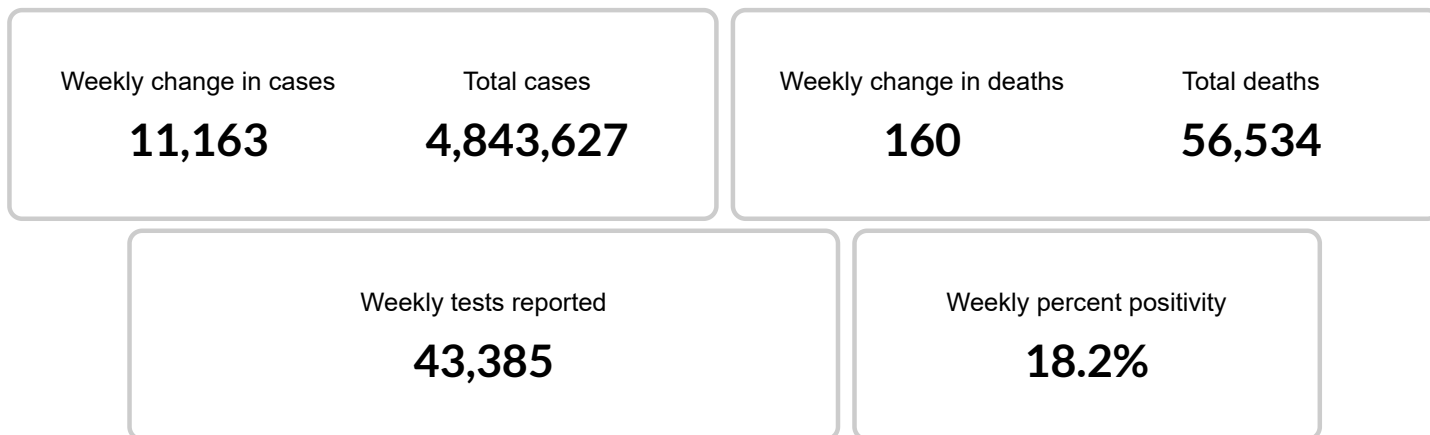 Weekly change in cases
11,163
Total cases
4,843,627
Weekly change in deaths
160
Total deaths
56,534
Weekly tests reported
43,385
Weekly percent positivity
18.2%